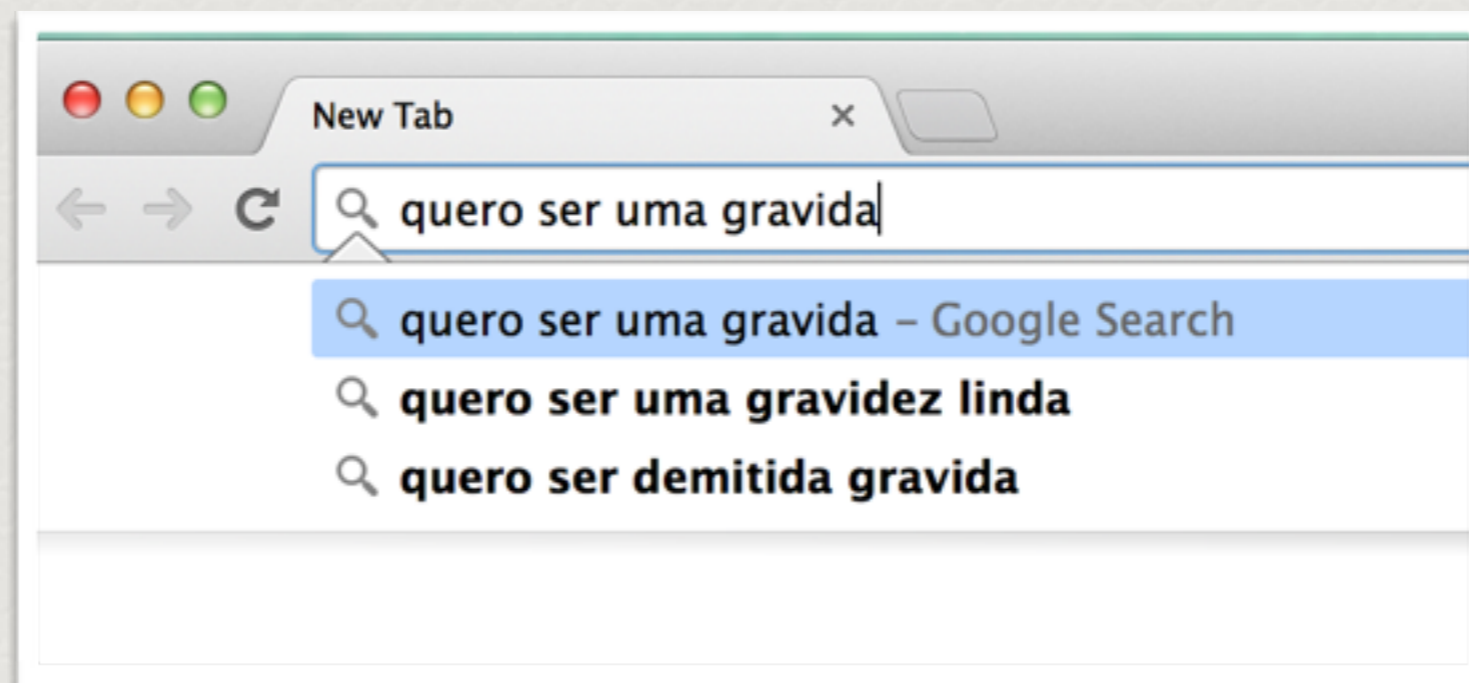 New Tab ×
quero ser uma gravida
quero ser uma gravida – Google Search
quero ser uma gravidez linda
quero ser demitida gravida